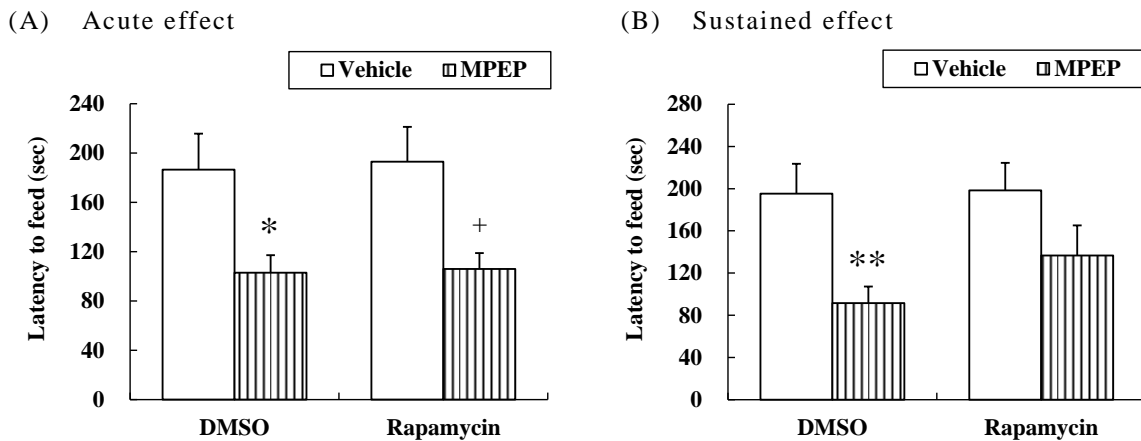 (A) Acute effect
Vehicle MPEP
Latency to feed (sec)
240
200
160
120
80
40
0
*
+
DMSO Rapamycin
(B) Sustained effect
Vehicle MPEP
Latency to feed (sec)
280
240
200
160
120
80
40
0
**
DMSO Rapamycin